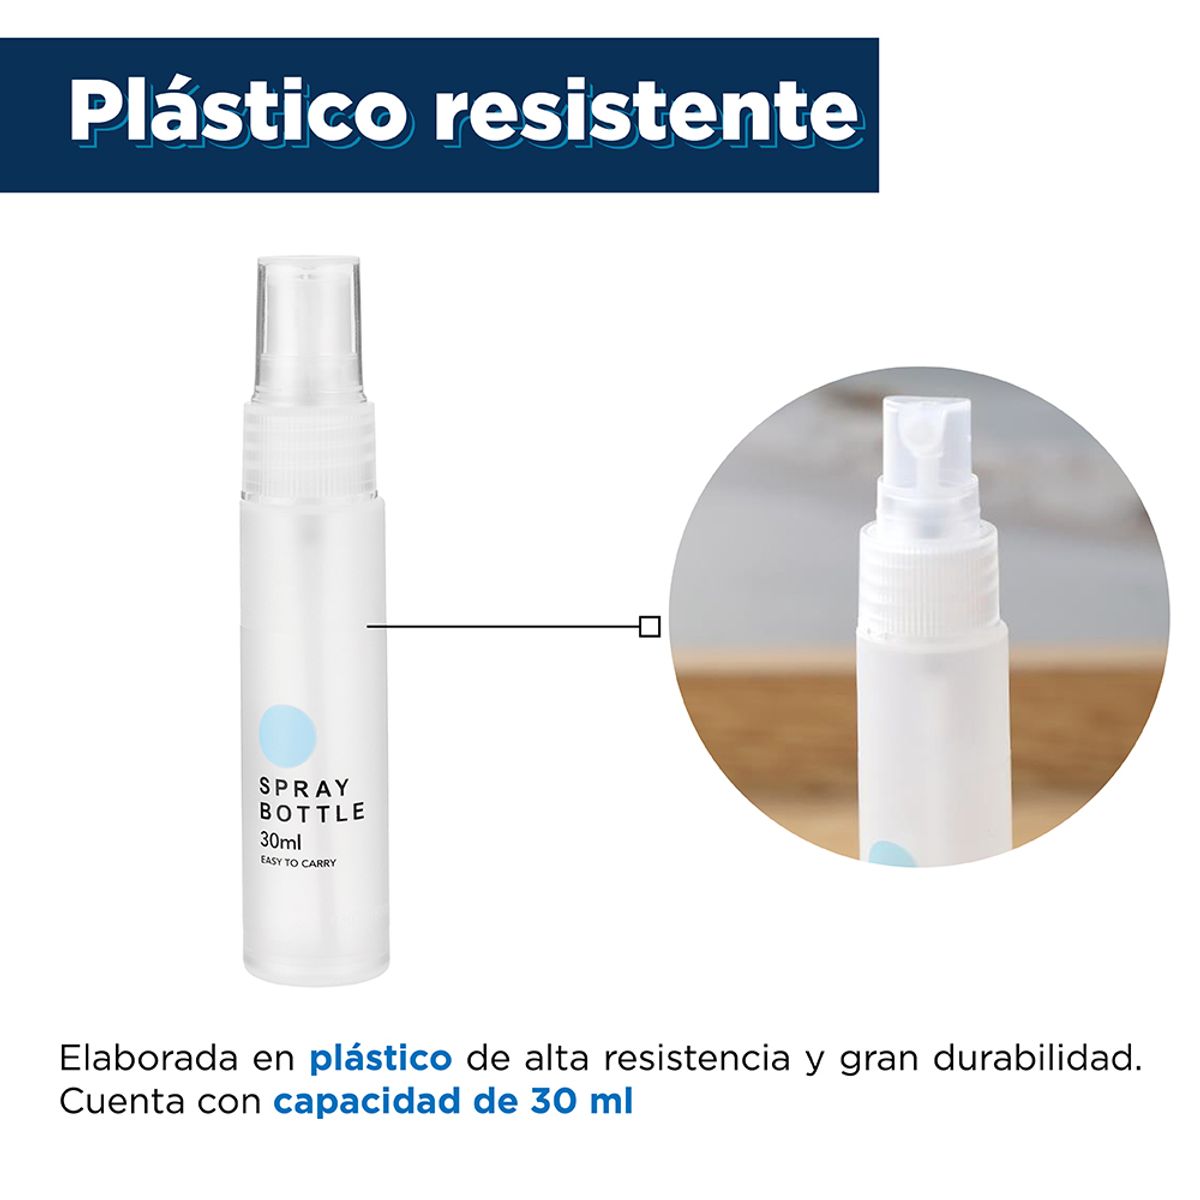 Plástico resistente
SPRAY
BOTTLE
30ml
EASY TO CARRY
Elaborada en plástico de alta resistencia y gran durabilidad.
Cuenta con capacidad de 30 ml